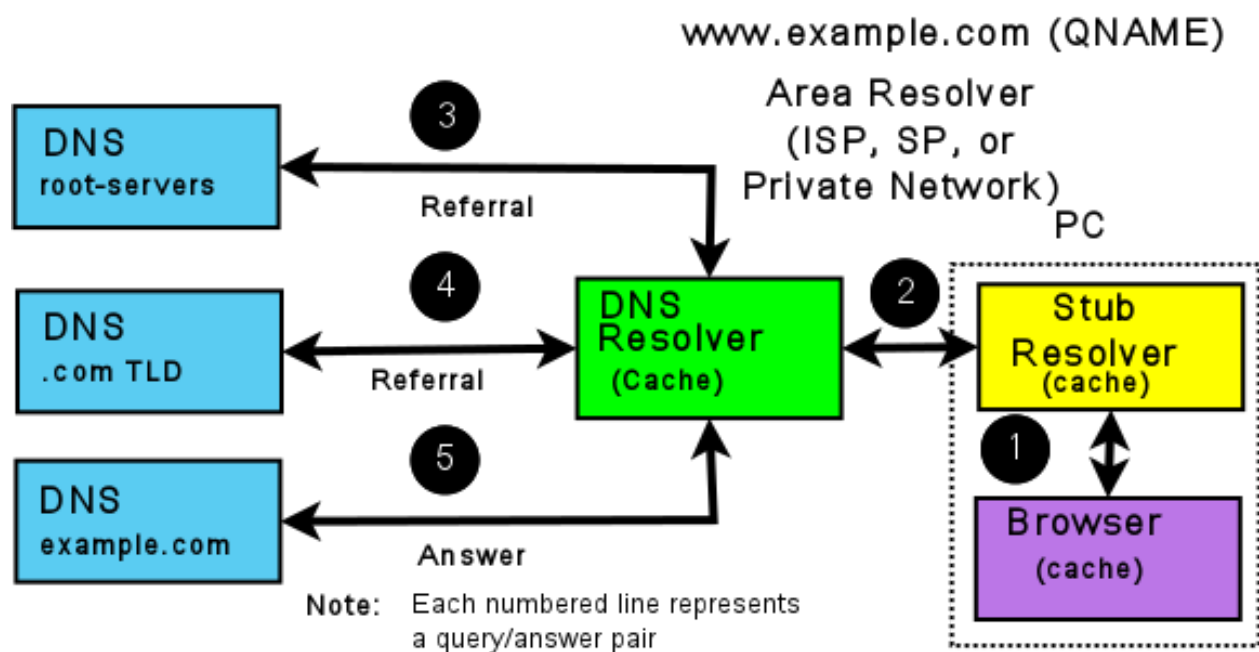 www.example.com (QNAME)
Area Resolver
(ISP, SP, or
Private Network)
PC
3
DNS
root-servers
Referral
4
DNS
.com TLD
Referral
DNS
Resolver
(Cache)
2
Stub
Resolver
(cache)
1
5
DNS
example.com
Answer
Browser
(cache)
Note: Each numbered line represents
a query/answer pair